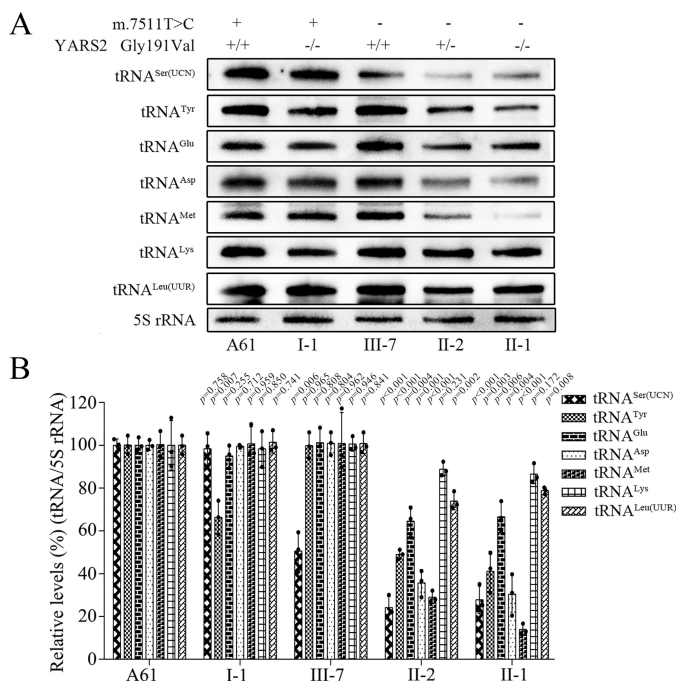 A
m.7511T>C + + - - -
YARS2 Gly191Val +/+ -/- +/+ +/- -/-
tRNASer(UCN)
tRNATyr
tRNAGlu
tRNAAsp
tRNAMet
tRNALys
tRNALeu(UUR)
5S rRNA
A61 I-1 III-7 II-2 II-1
B
p=0.758 p=0.007 p=0.255 p=0.712 p=0.959 p=0.850 p=0.741
p=0.006 p=0.965 p=0.808 p=0.804 p=0.962 p=0.946 p=0.841
p<0.001 p<0.001 p=0.004 p=0.001 p<0.001 p=0.231 p=0.002
p<0.001 p=0.003 p=0.006 p=0.004 p<0.001 p=0.172 p=0.008
Relative levels (%) (tRNA/5S rRNA)
120
100
80
60
40
20
0
A61 I-1 III-7 II-2 II-1
tRNASer(UCN)
tRNATyr
tRNAGlu
tRNAAsp
tRNAMet
tRNALys
tRNALeu(UUR)